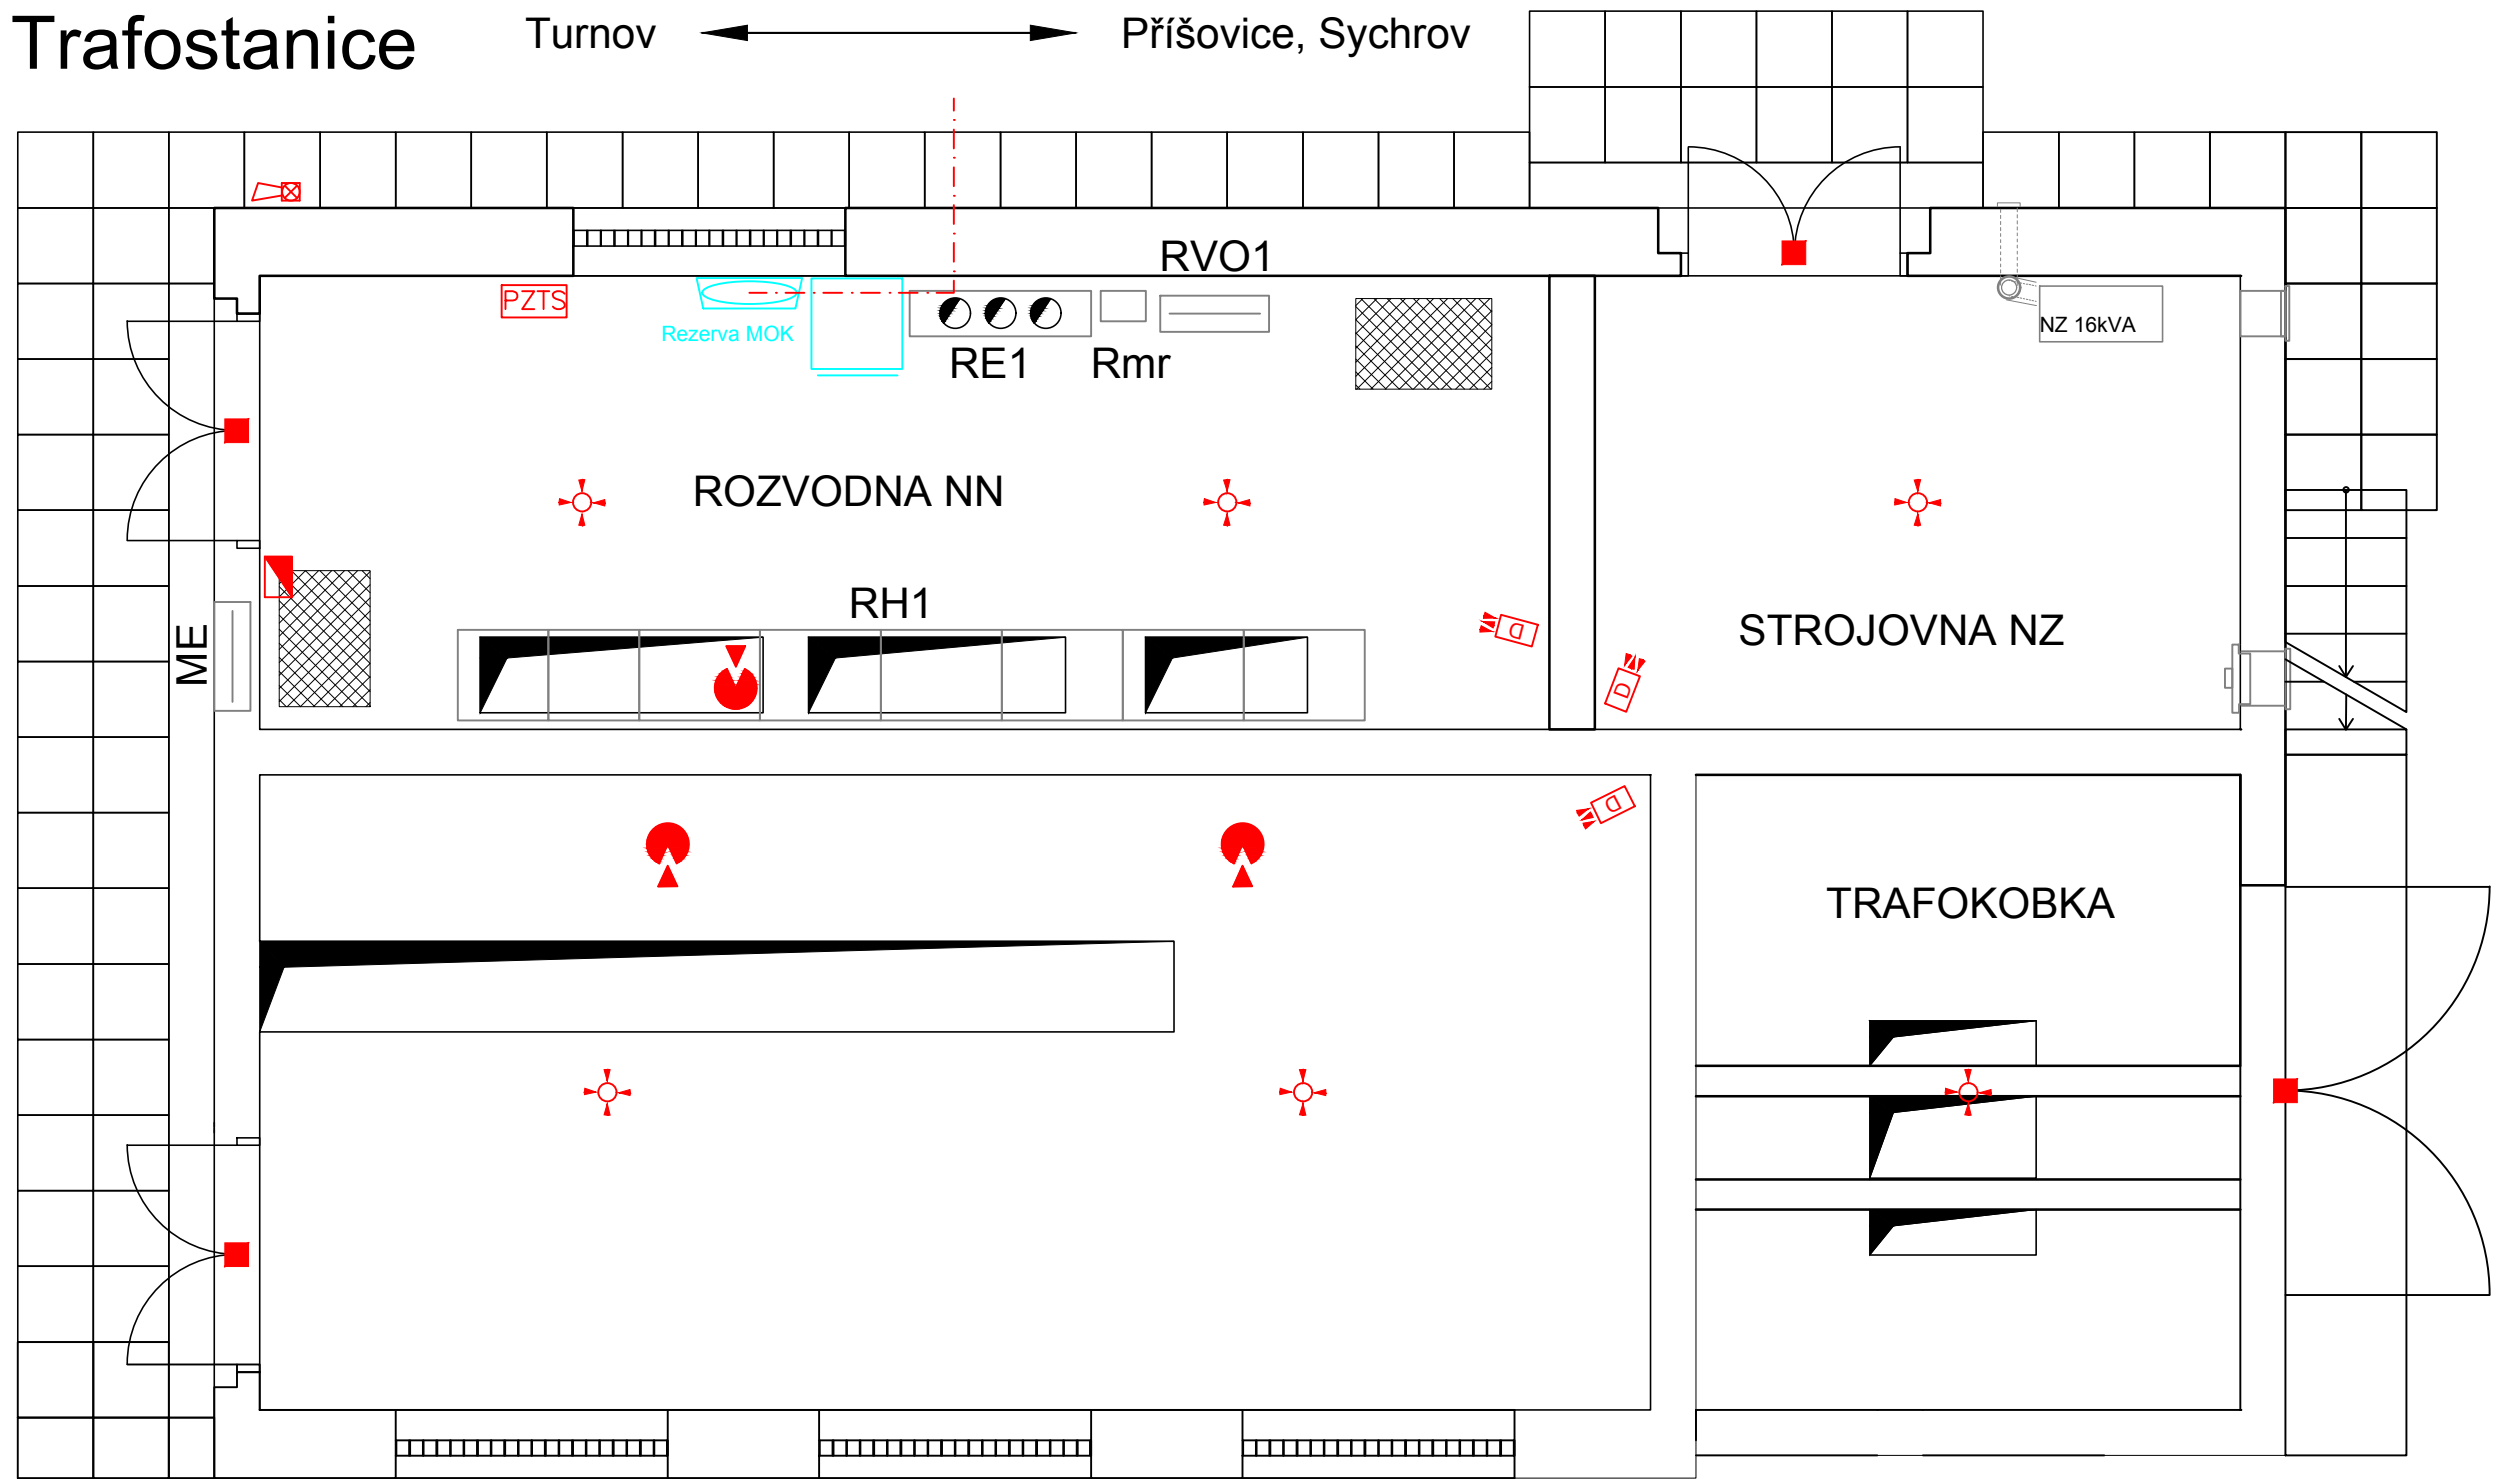 Trafostanice
Turnov
Příšovice, Sychrov
RVO1
PZTS
Rezerva MOK
RE1
Rmr
NZ 16kVA
ROZVODNA NN
RH1
D
D
STROJOVNA NZ
ME
D
TRAFOKOBKA